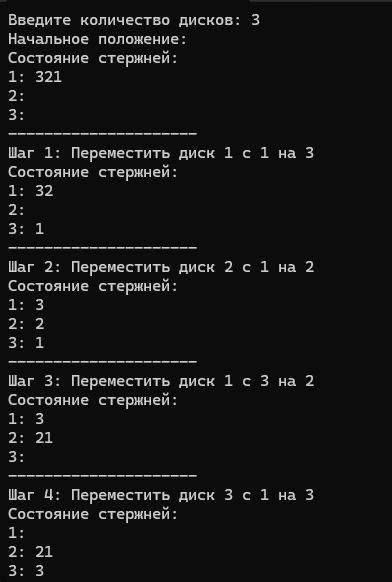 Введите количество дисков: 3
Начальное положение:
Состояние стержней:
1: 321
2:
3:
---------------------
Шаг 1: Переместить диск 1 с 1 на 3
Состояние стержней:
1: 32
2:
3: 1
---------------------
Шаг 2: Переместить диск 2 с 1 на 2
Состояние стержней:
1: 3
2: 2
3: 1
---------------------
Шаг 3: Переместить диск 1 с 3 на 2
Состояние стержней:
1: 3
2: 21
3:
---------------------
Шаг 4: Переместить диск 3 с 1 на 3
Состояние стержней:
1:
2: 21
3: 3